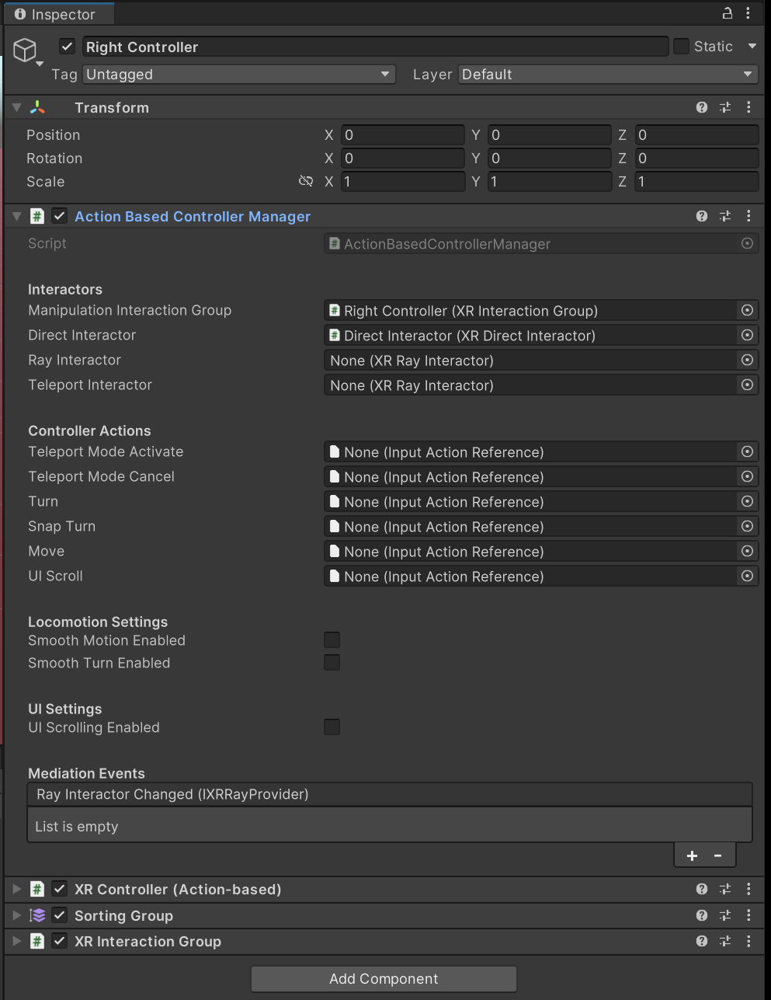 Inspector
Right Controller Static
Tag Untagged Layer Default
Transform
Position X 0 Y 0 Z 0
Rotation X 0 Y 0 Z 0
Scale X 1 Y 1 Z 1
# Action Based Controller Manager
Script # ActionBasedControllerManager
Interactors
Manipulation Interaction Group # Right Controller (XR Interaction Group)
Direct Interactor # Direct Interactor (XR Direct Interactor)
Ray Interactor None (XR Ray Interactor)
Teleport Interactor None (XR Ray Interactor)
Controller Actions
Teleport Mode Activate None (Input Action Reference)
Teleport Mode Cancel None (Input Action Reference)
Turn None (Input Action Reference)
Snap Turn None (Input Action Reference)
Move None (Input Action Reference)
UI Scroll None (Input Action Reference)
Locomotion Settings
Smooth Motion Enabled
Smooth Turn Enabled
UI Settings
UI Scrolling Enabled
Mediation Events
Ray Interactor Changed (IXRRayProvider)
List is empty
+ -
# XR Controller (Action-based)
Sorting Group
# XR Interaction Group
Add Component